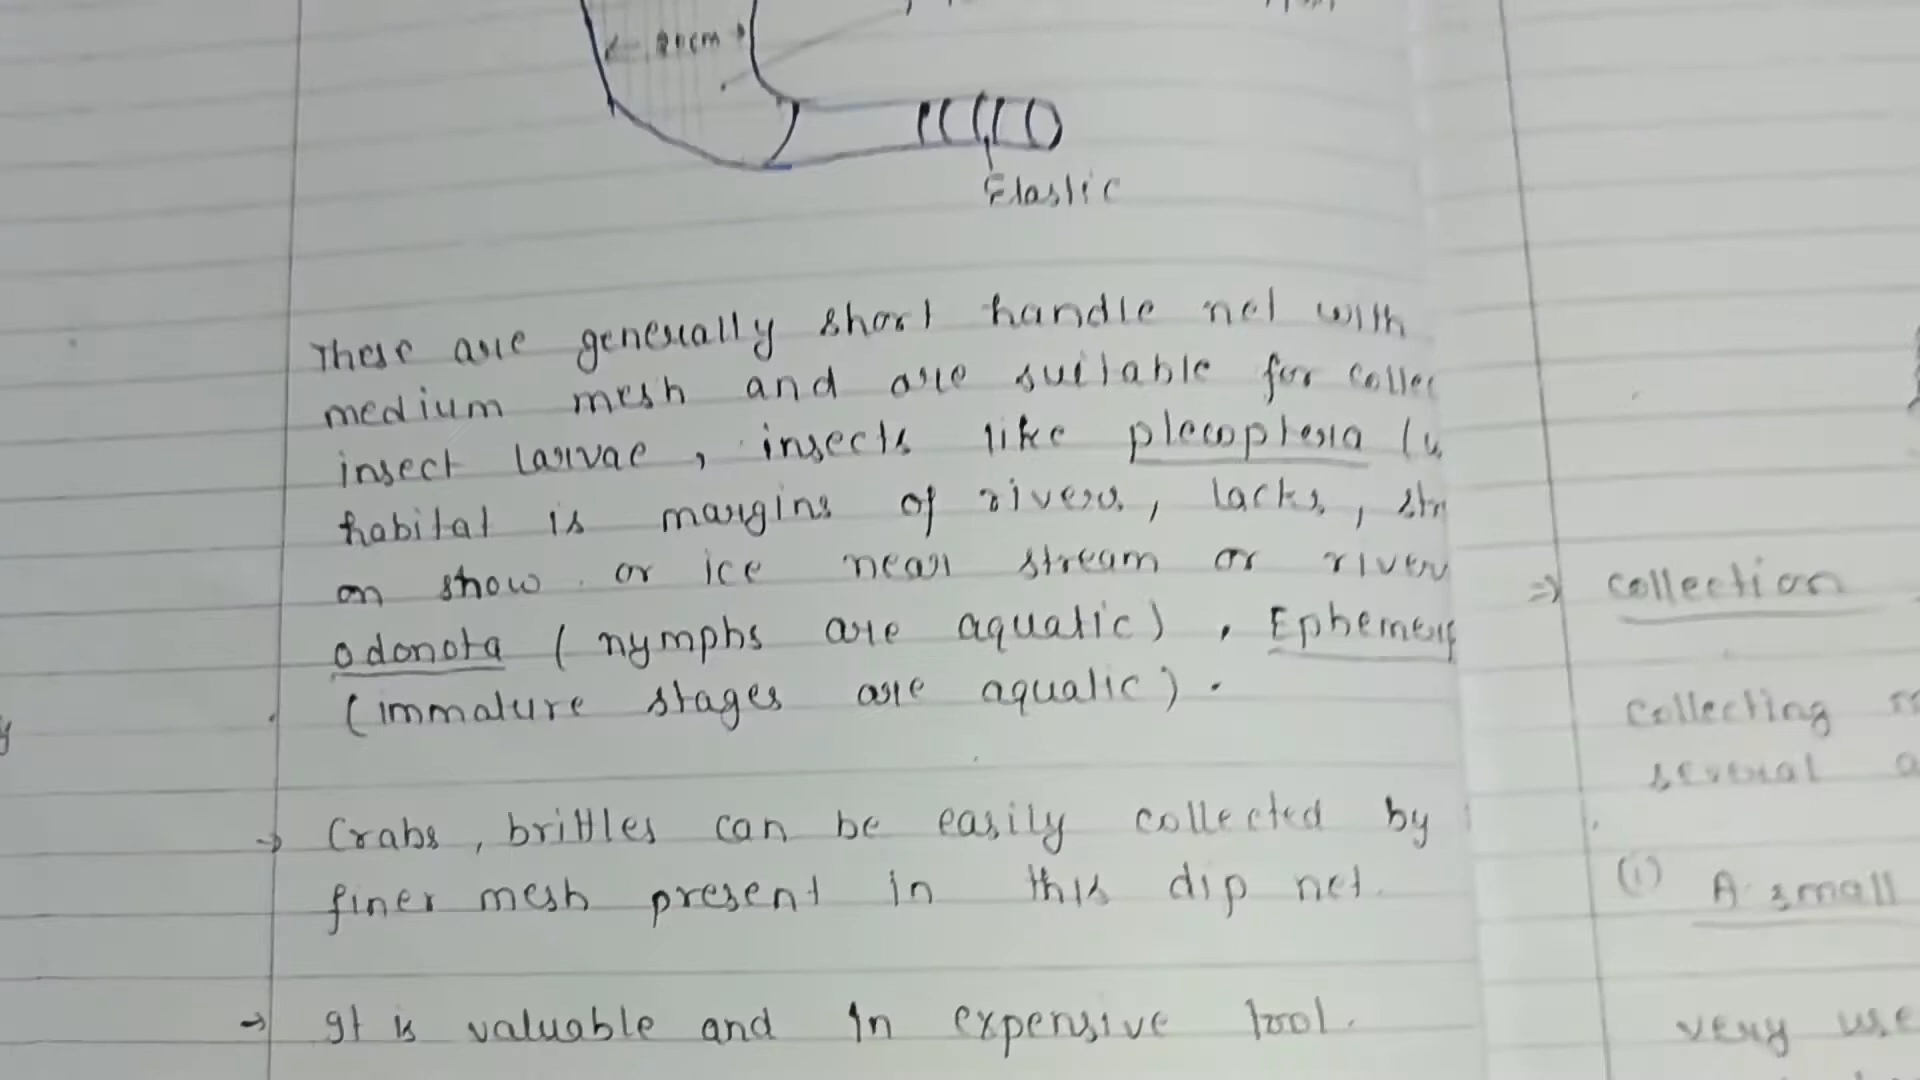 Elastic
These are generally short handle net with
medium mesh and are suitable for collec
insect larvae, insects like plecoptera (
habital is margins of rivers, lacks, str
on show or ice near stream or river
odonota (nymphs are aquatic), Ephemer
(immature stages are aquatic).
→ Crabs, brittles can be easily collected by
finer mesh present in this dip net.
→ It is valuable and in expensive tool.
⇒ collection
collecting
several a
(i) A small
very use